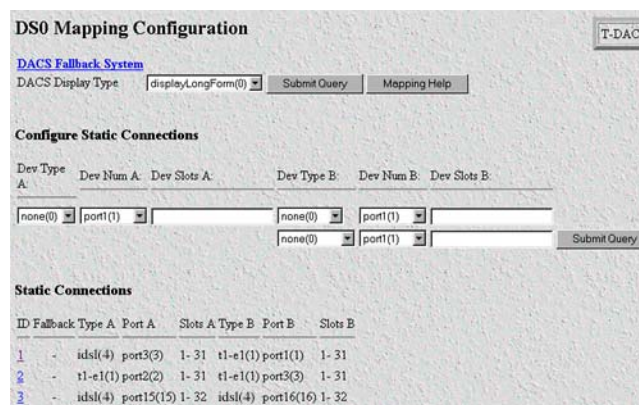 DS0 Mapping Configuration
T-DAC
DACS Fallback System
DACS Display Type displayLongForm(0) Submit Query Mapping Help
Configure Static Connections
Dev Type A: Dev Num A: Dev Slots A: Dev Type B: Dev Num B: Dev Slots B:
none(0) port1(1) none(0) port1(1)
none(0) port1(1) Submit Query
Static Connections
ID Fallback Type A Port A Slots A Type B Port B Slots B
1 - idsl(4) port3(3) 1- 31 t1-e1(1) port1(1) 1- 31
2 - t1-e1(1) port2(2) 1- 31 t1-e1(1) port3(3) 1- 31
3 - idsl(4) port15(15) 1- 32 idsl(4) port16(16) 1- 32